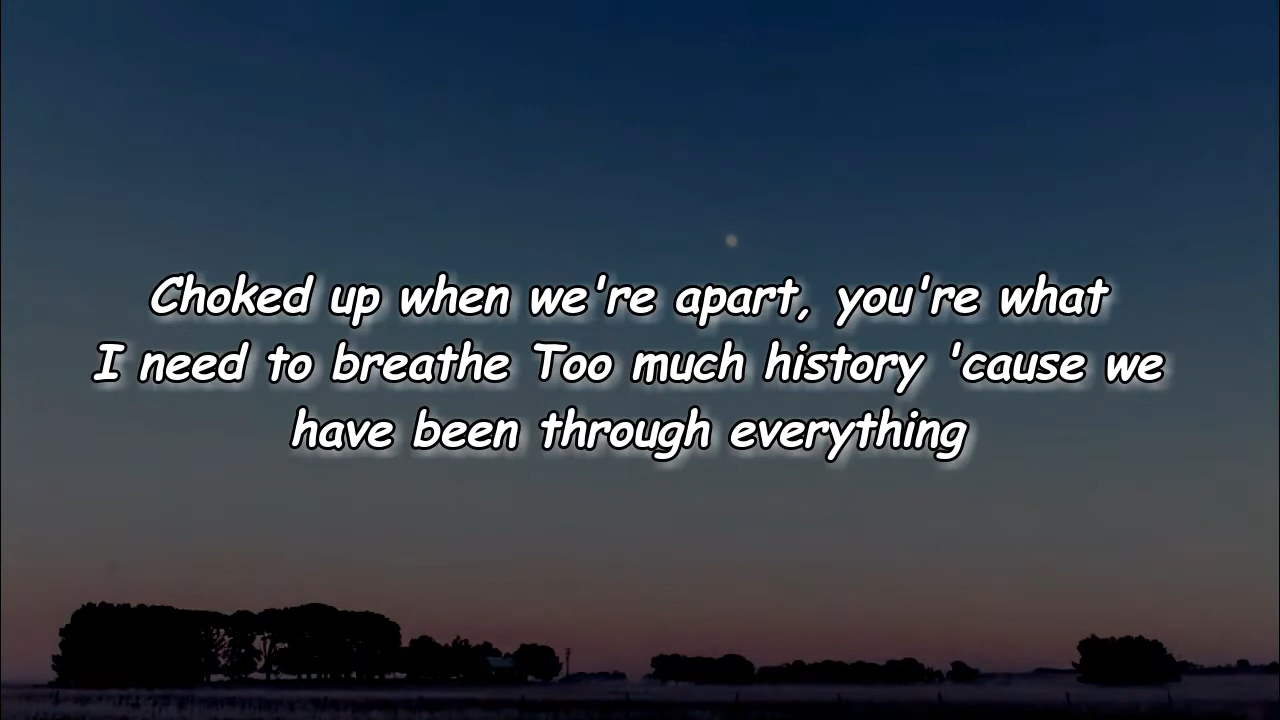 Choked up when we're apart, you're what
I need to breathe Too much history 'cause we
have been through everything